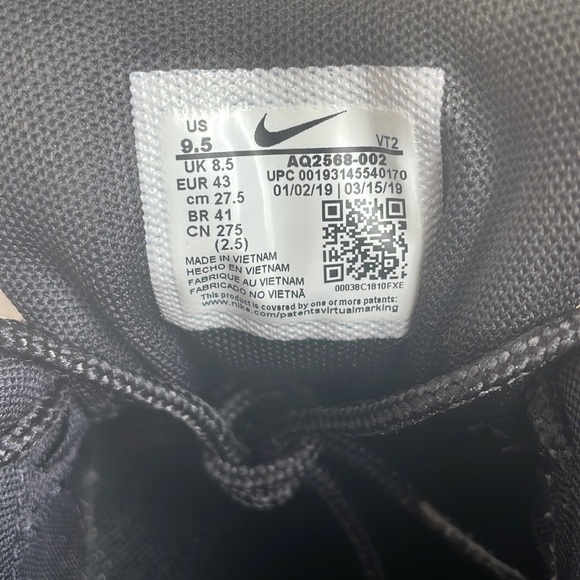 US
9.5
VT2
UK 8.5
AQ2568-002
EUR 43
UPC 00193145540170
cm 27.5
01/02/19 | 03/15/19
BR 41
CN 275
(2.5)
MADE IN VIETNAM
HECHO EN VIETNAM
FABRIQUE AU VIETNAM
FABRICADO NO VIETNÃ
00038C1810FXE
This product is covered by one or more patents:
www.nike.com/patentsvirtualmarking